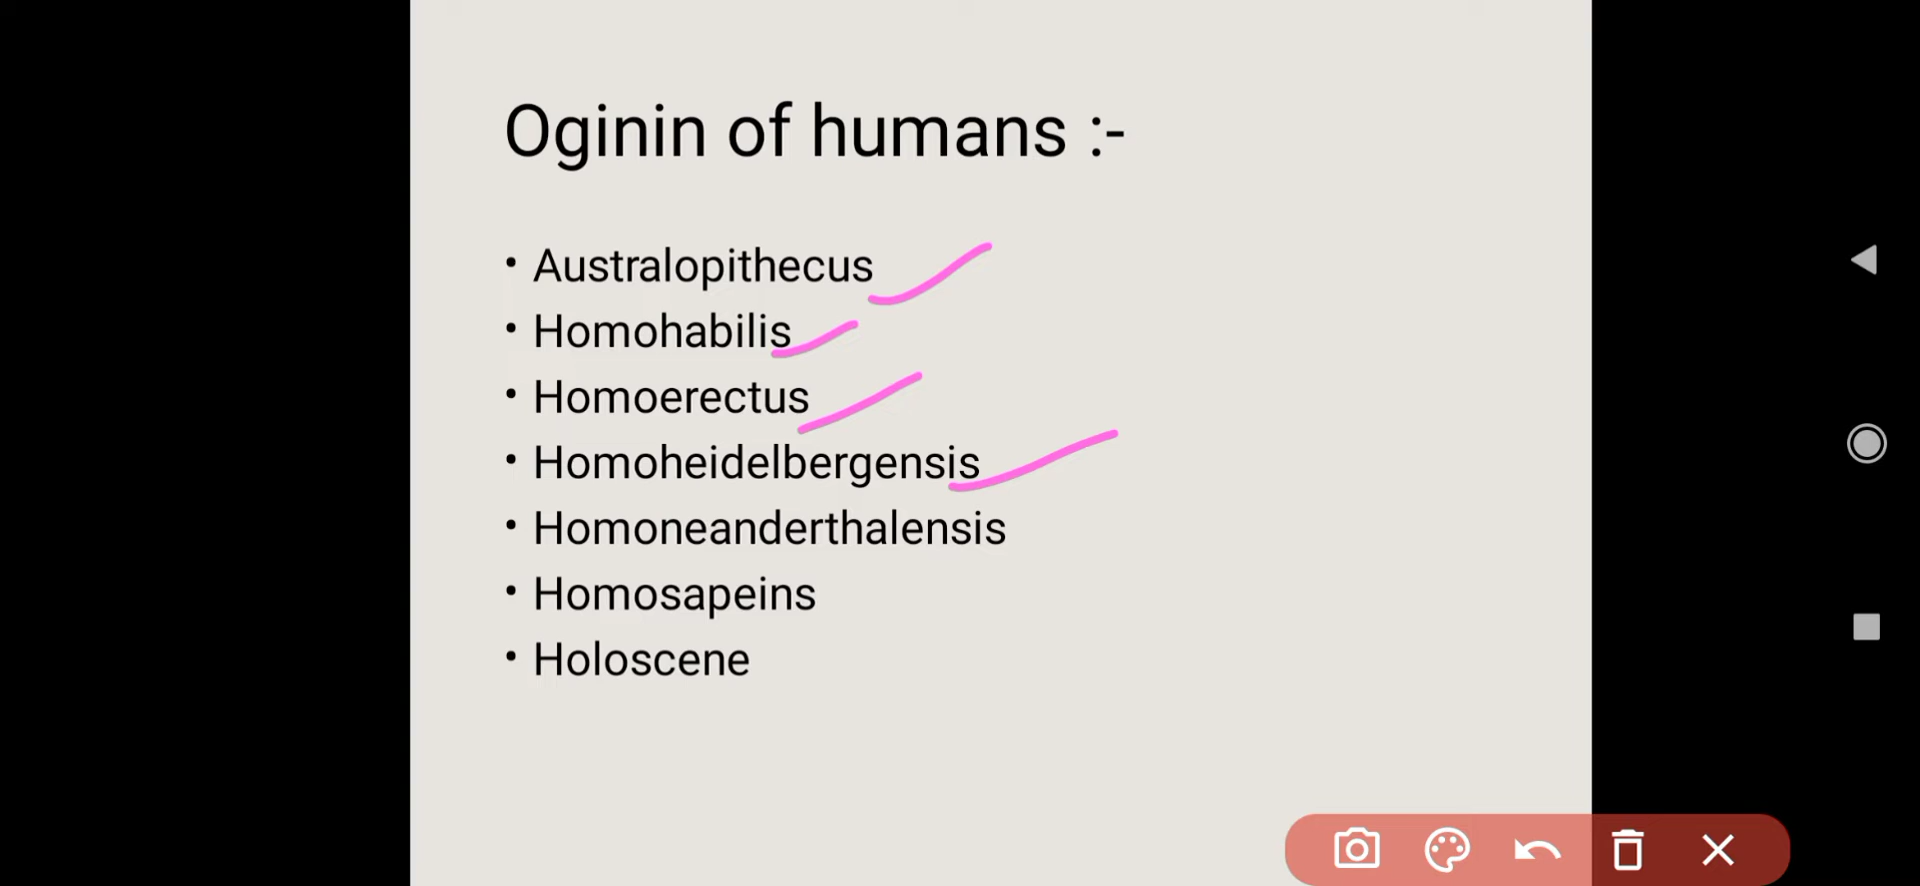 Oginin of humans :-
• Australopithecus
• Homohabilis
• Homoerectus
• Homoheidelbergensis
• Homoneanderthalensis
• Homosapeins
• Holoscene